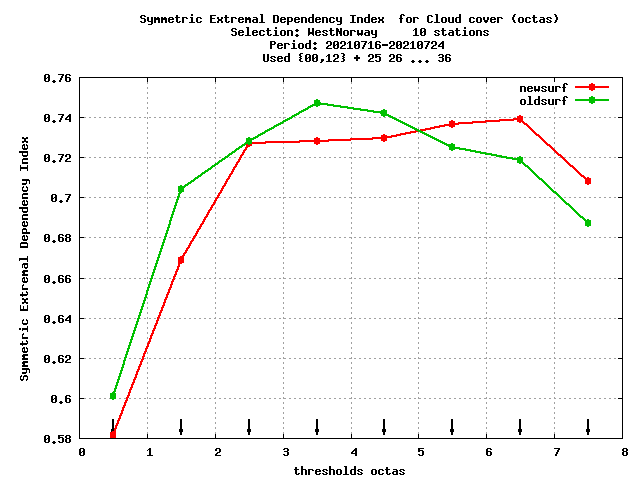 Symmetric Extremal Dependency Index  for Cloud cover (octas)
Selection: WestNorway     10 stations
Period: 20210716-20210724
Used {00,12} + 25 26 ... 36
newsurf
oldsurf
Symmetric Extremal Dependency Index
0.76
0.74
0.72
0.7
0.68
0.66
0.64
0.62
0.6
0.58
0 1 2 3 4 5 6 7 8
thresholds octas